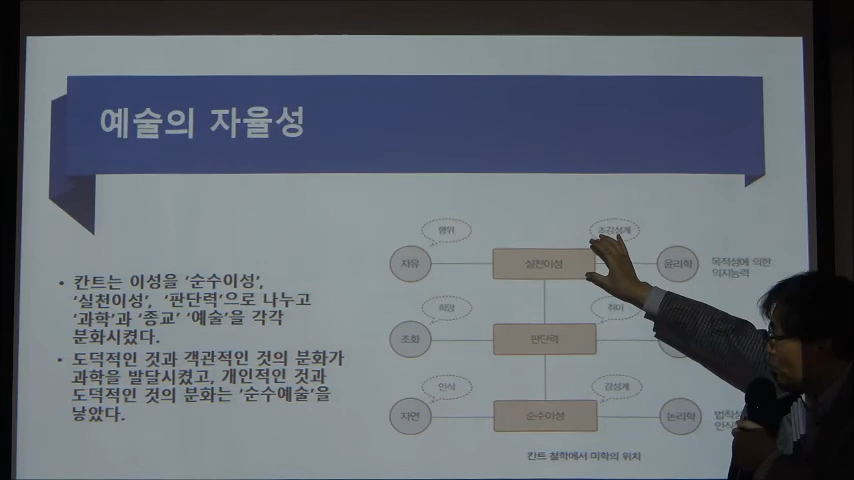 예술의 자율성
• 칸트는 이성을 ‘순수이성’,
‘실천이성’, ‘판단력’으로 나누고
‘과학’과 ‘종교’ ‘예술’을 각각
분화시켰다.
• 도덕적인 것과 객관적인 것의 분화가
과학을 발달시켰고, 개인적인 것과
도덕적인 것의 분화는 ‘순수예술’을
낳았다.
행위
초감성계
자유
실천이성
윤리학
목적성에 의한
의지능력
희망
취미
조화
판단력
인식
감성계
자연
순수이성
논리학
칸트 철학에서 미학의 위치